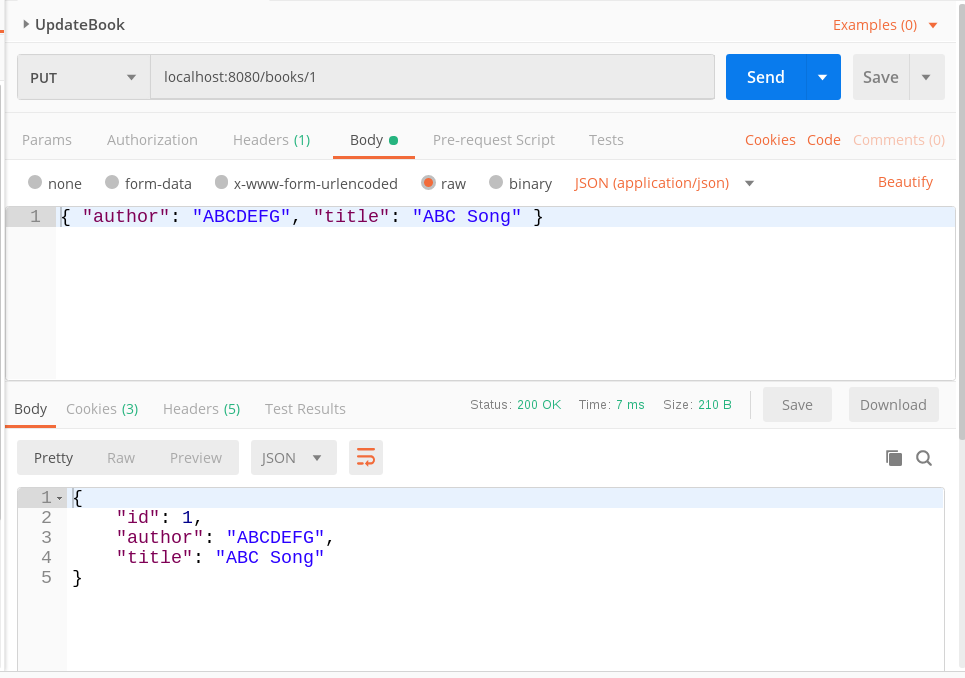 UpdateBook Examples (0)
PUT localhost:8080/books/1 Send Save
Params Authorization Headers (1) Body Pre-request Script Tests Cookies Code Comments (0)
none form-data x-www-form-urlencoded raw binary JSON (application/json) Beautify
1 { "author": "ABCDEFG", "title": "ABC Song" }
Body Cookies (3) Headers (5) Test Results Status: 200 OK Time: 7 ms Size: 210 B Save Download
Pretty Raw Preview JSON
1 {
2 "id": 1,
3 "author": "ABCDEFG",
4 "title": "ABC Song"
5 }